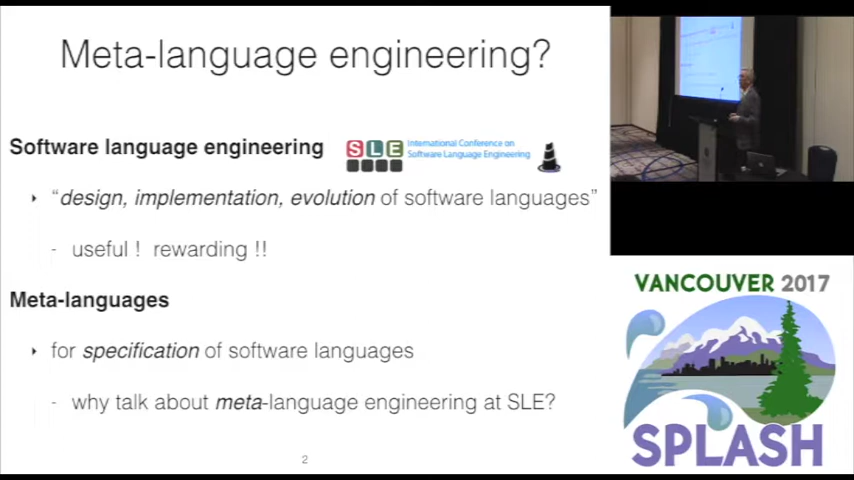 Meta-language engineering?
Software language engineering
SLE
International Conference on
Software Language Engineering
‣ “design, implementation, evolution of software languages”
- useful ! rewarding !!
Meta-languages
‣ for specification of software languages
- why talk about meta-language engineering at SLE?
2
VANCOUVER 2017
SPLASH